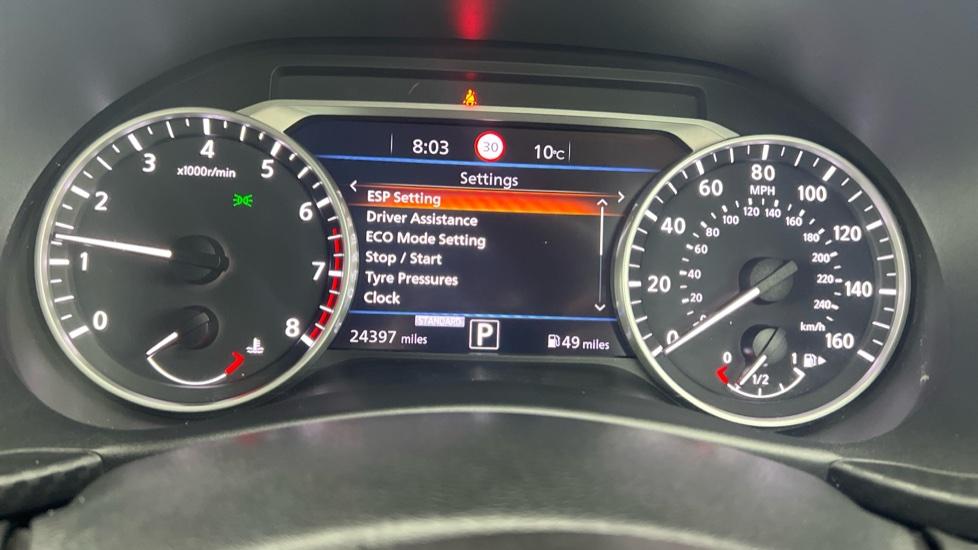 8:03 30 10°C
Settings
ESP Setting
Driver Assistance
ECO Mode Setting
Stop / Start
Tyre Pressures
Clock
STANDARD
24397 miles P 49 miles
x1000r/min
0 1 2 3 4 5 6 7 8
MPH
0 20 40 60 80 100 120 140 160
20 40 60 80 100 120 140 160 180 200 220 240
km/h
0 1/2 1